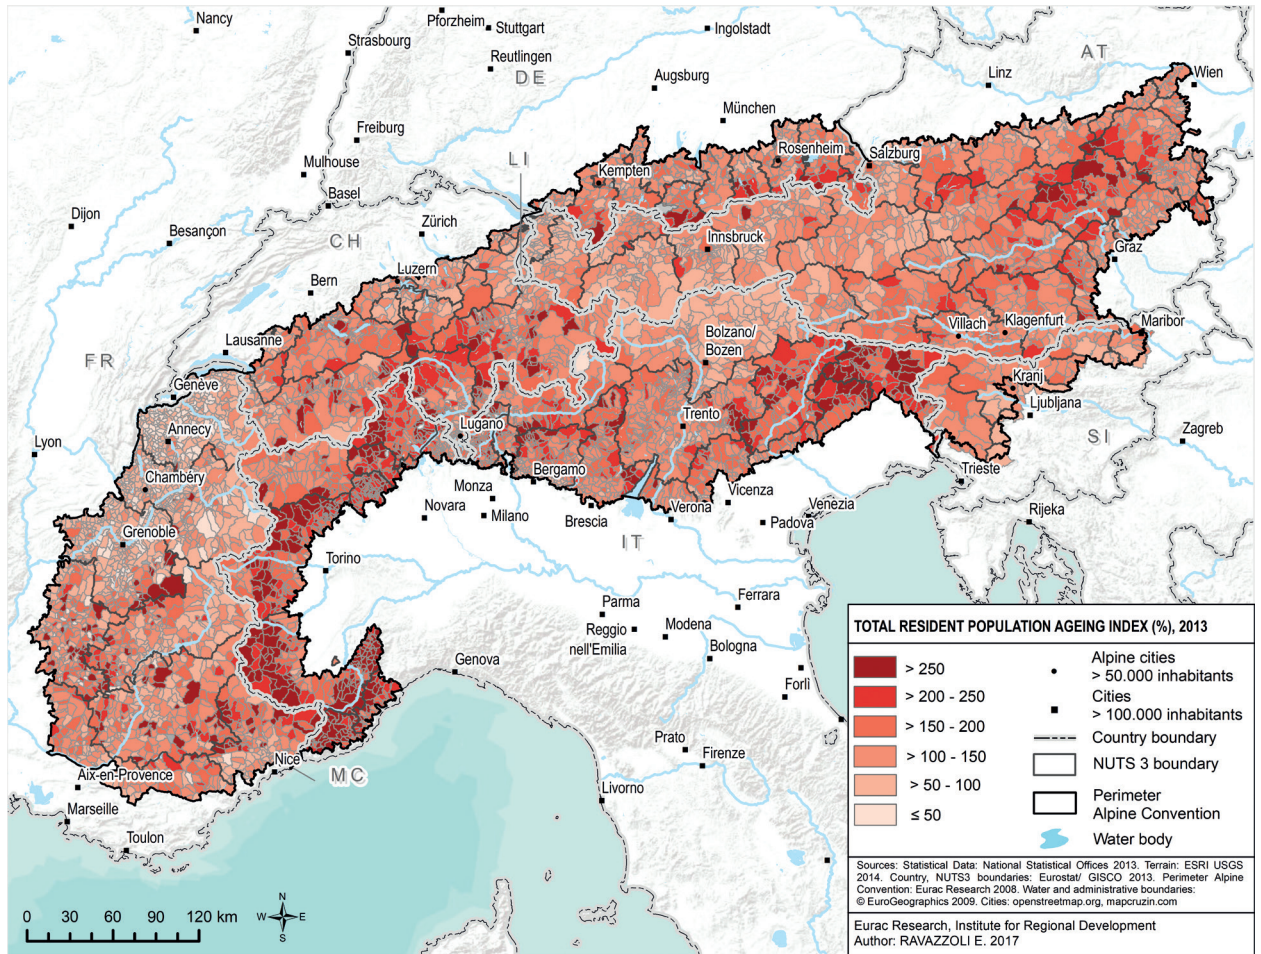 Nancy
Pforzheim
Stuttgart
Ingolstadt
AT
Strasbourg
Reutlingen
DE
Augsburg
Linz
Wien
München
Freiburg
Mulhouse
LI
Kempten
Rosenheim
Salzburg
Basel
Dijon
Besançon
Zürich
CH
Innsbruck
Graz
Bern
Luzern
Lausanne
Villach
Klagenfurt
Maribor
Bolzano/
Bozen
FR
Genève
Kranj
Ljubljana
Annecy
Lugano
Trento
SI
Zagreb
Lyon
Chambéry
Bergamo
Trieste
Monza
Novara
Milano
Brescia
Verona
Vicenza
Padova
Venezia
Rijeka
Grenoble
IT
Torino
Parma
Ferrara
Reggio
nell'Emilia
Modena
Bologna
Genova
Forlì
Prato
Firenze
Nice
MC
Aix-en-Provence
Marseille
Livorno
Toulon
0 30 60 90 120 km
N
W E
S
TOTAL RESIDENT POPULATION AGEING INDEX (%), 2013
> 250
> 200 - 250
> 150 - 200
> 100 - 150
> 50 - 100
≤ 50
Alpine cities
> 50.000 inhabitants
Cities
> 100.000 inhabitants
Country boundary
NUTS 3 boundary
Perimeter
Alpine Convention
Water body
Sources: Statistical Data: National Statistical Offices 2013. Terrain: ESRI USGS
2014. Country, NUTS3 boundaries: Eurostat/ GISCO 2013. Perimeter Alpine
Convention: Eurac Research 2008. Water and administrative boundaries:
© EuroGeographics 2009. Cities: openstreetmap.org, mapcruzin.com
Eurac Research, Institute for Regional Development
Author: RAVAZZOLI E. 2017